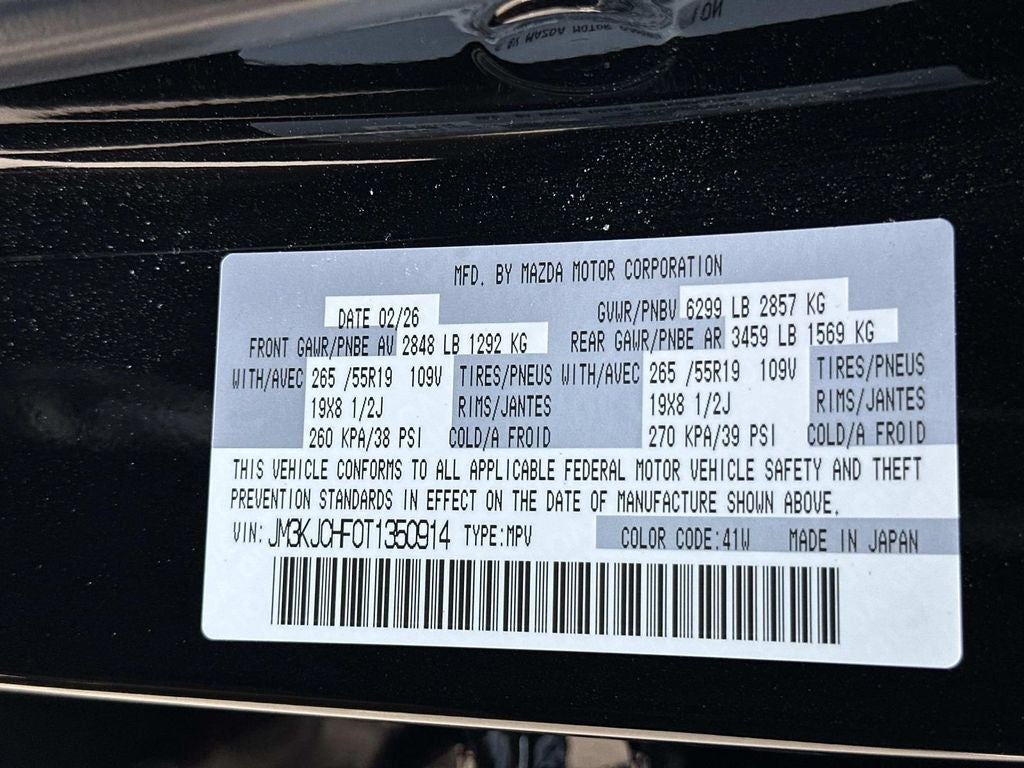 MFD. BY MAZDA MOTOR CORPORATION
DATE 02/26 GVWR/PNBV 6299 LB 2857 KG
FRONT GAWR/PNBE AV 2848 LB 1292 KG REAR GAWR/PNBE AR 3459 LB 1569 KG
WITH/AVEC 265 /55R19 109V TIRES/PNEUS WITH/AVEC 265 /55R19 109V TIRES/PNEUS
19X8 1/2J RIMS/JANTES 19X8 1/2J RIMS/JANTES
260 KPA/38 PSI COLD/A FROID 270 KPA/39 PSI COLD/A FROID
THIS VEHICLE CONFORMS TO ALL APPLICABLE FEDERAL MOTOR VEHICLE SAFETY AND THEFT
PREVENTION STANDARDS IN EFFECT ON THE DATE OF MANUFACTURE SHOWN ABOVE.
VIN: JM3KJCHF0T1350914 TYPE:MPV COLOR CODE:41W MADE IN JAPAN